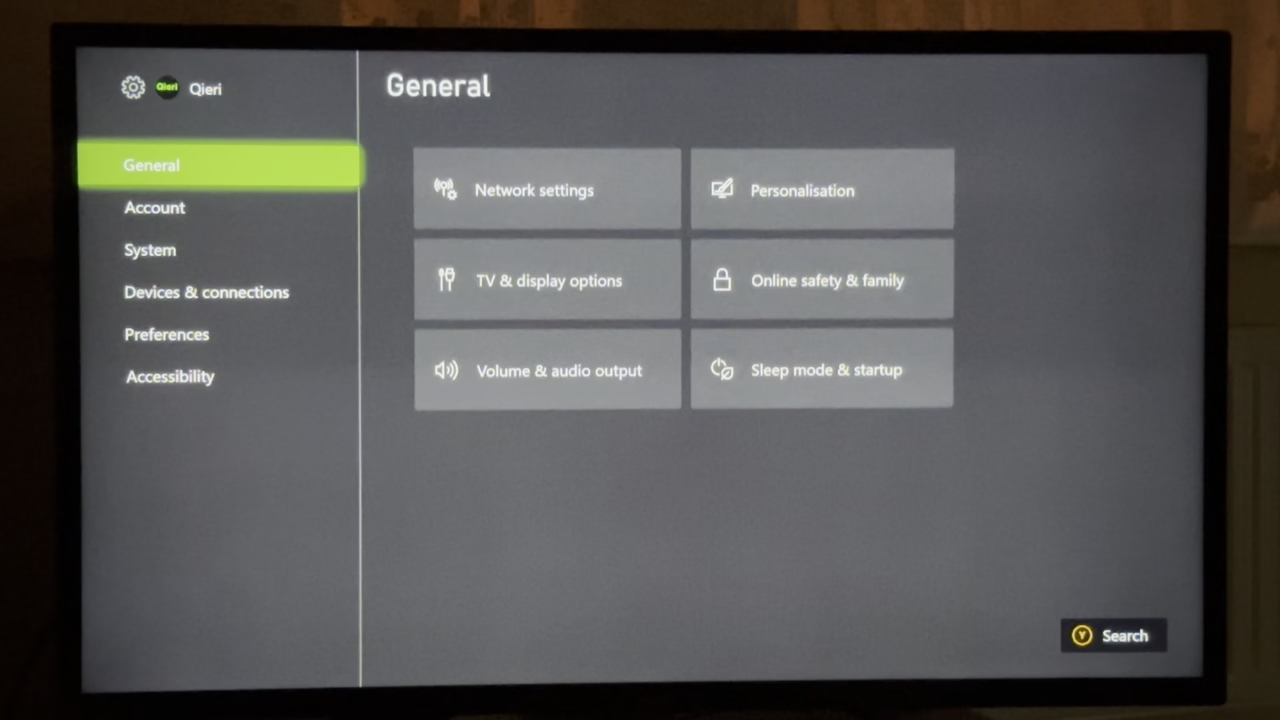 Qieri Qieri
General
Account
System
Devices & connections
Preferences
Accessibility
General
Network settings
Personalisation
TV & display options
Online safety & family
Volume & audio output
Sleep mode & startup
Y Search